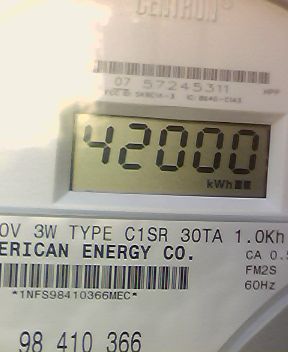 CENTRON®
07 57245311
HPP
42000
kWh
0V 3W TYPE C1SR 30TA 1.0Kh
ERICAN ENERGY CO.
CA 0.5
FM2S
60Hz
*1NFS98410366MEC*
98 410 366